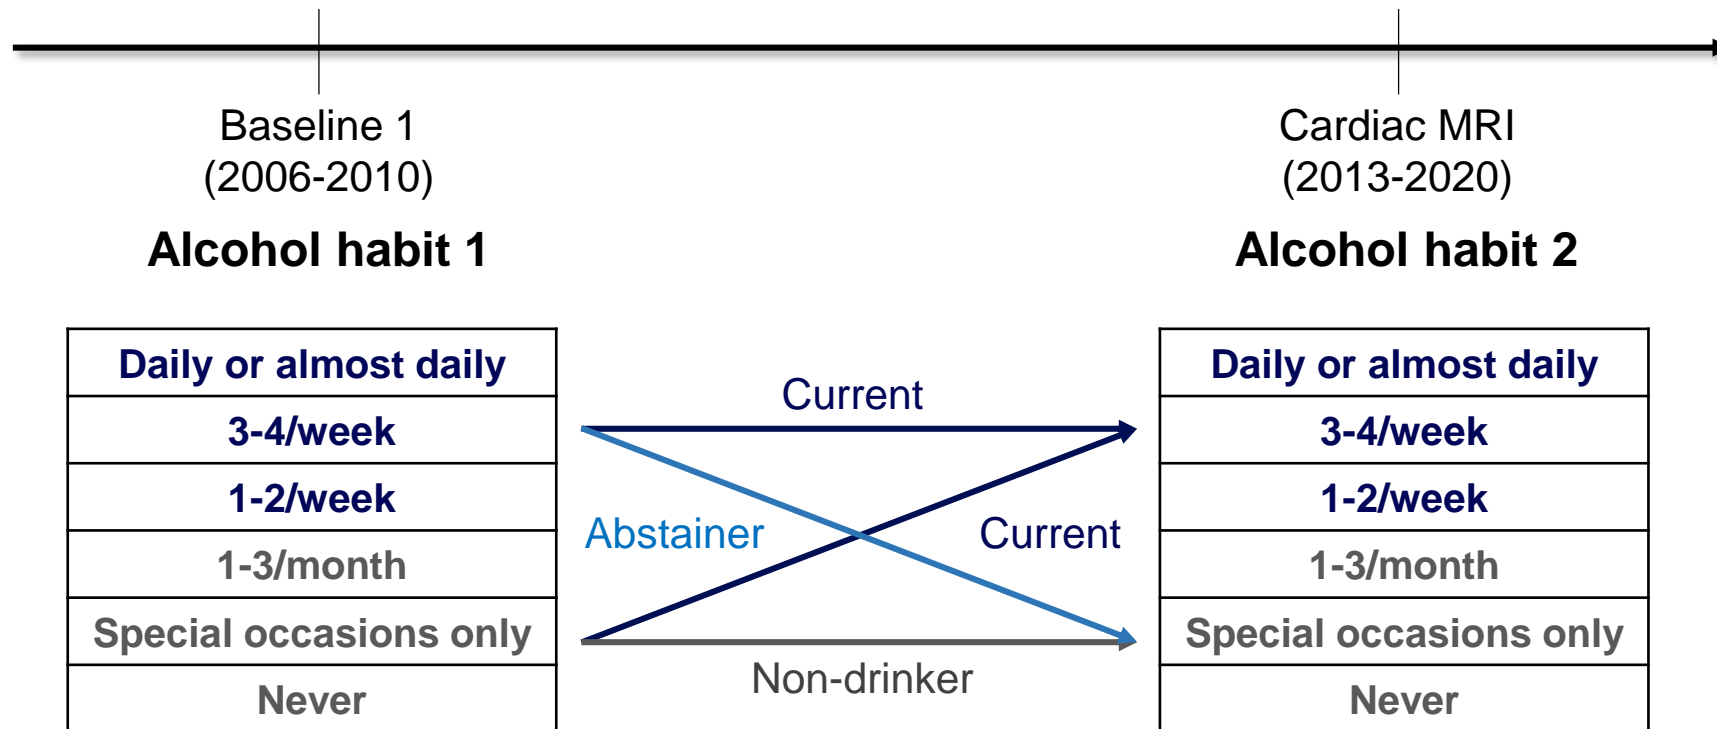 Baseline 1
(2006-2010)
Alcohol habit 1
Cardiac MRI
(2013-2020)
Alcohol habit 2
Daily or almost daily
3-4/week
1-2/week
1-3/month
Special occasions only
Never
Current
Abstainer
Current
Non-drinker
Daily or almost daily
3-4/week
1-2/week
1-3/month
Special occasions only
Never